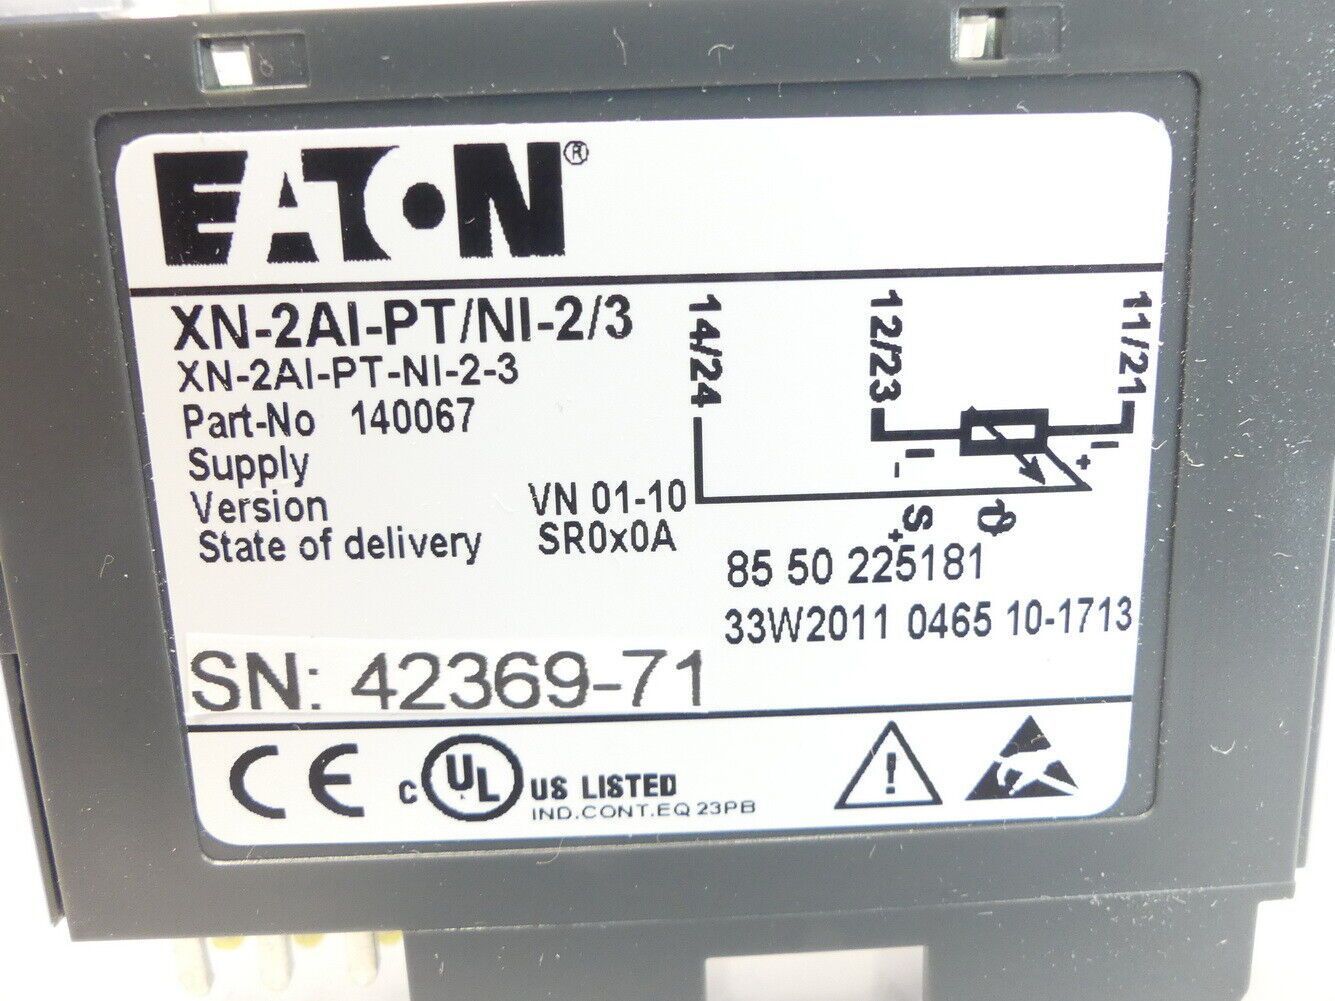 EATON®
XN-2AI-PT/NI-2/3
XN-2AI-PT-NI-2-3
Part-No 140067
Supply
Version VN 01-10
State of delivery SR0x0A
14/24
12/23
11/21
I-
I+
S+
ϑ
85 50 225181
33W2011 0465 10-1713
SN: 42369-71
CE c UL US LISTED
IND.CONT.EQ 23PB